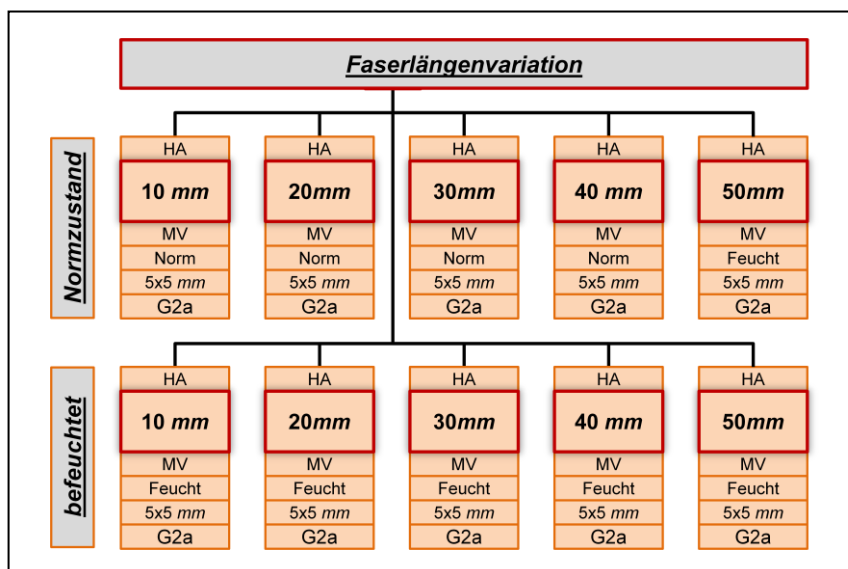 Faserlängenvariation
Normzustand
HA HA HA HA HA
10 mm 20mm 30mm 40 mm 50mm
MV MV MV MV MV
Norm Norm Norm Norm Feucht
5x5 mm 5x5 mm 5x5 mm 5x5 mm 5x5 mm
G2a G2a G2a G2a G2a
befeuchtet
HA HA HA HA HA
10 mm 20mm 30mm 40 mm 50mm
MV MV MV MV MV
Feucht Feucht Feucht Feucht Feucht
5x5 mm 5x5 mm 5x5 mm 5x5 mm 5x5 mm
G2a G2a G2a G2a G2a